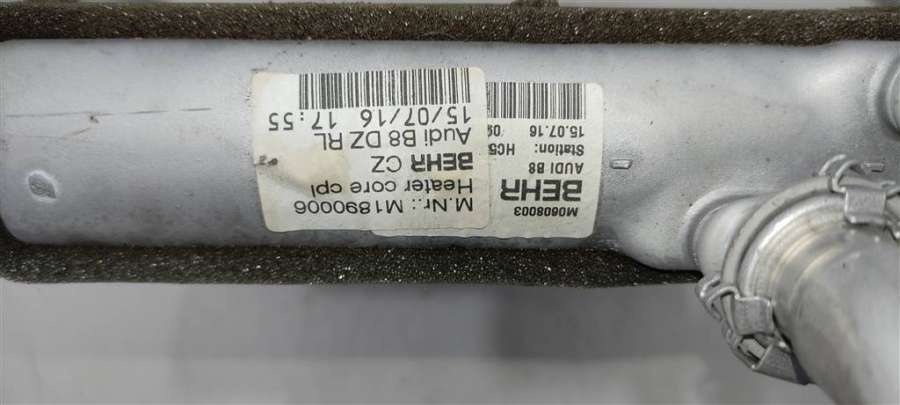 M.Nr.: M1890006
Heater core cpl
BEHR CZ
Audi B8 DZ RL
15/07/16 17:55
M0608003
BEHR
AUDI B8
Station: HC5
15.07.16